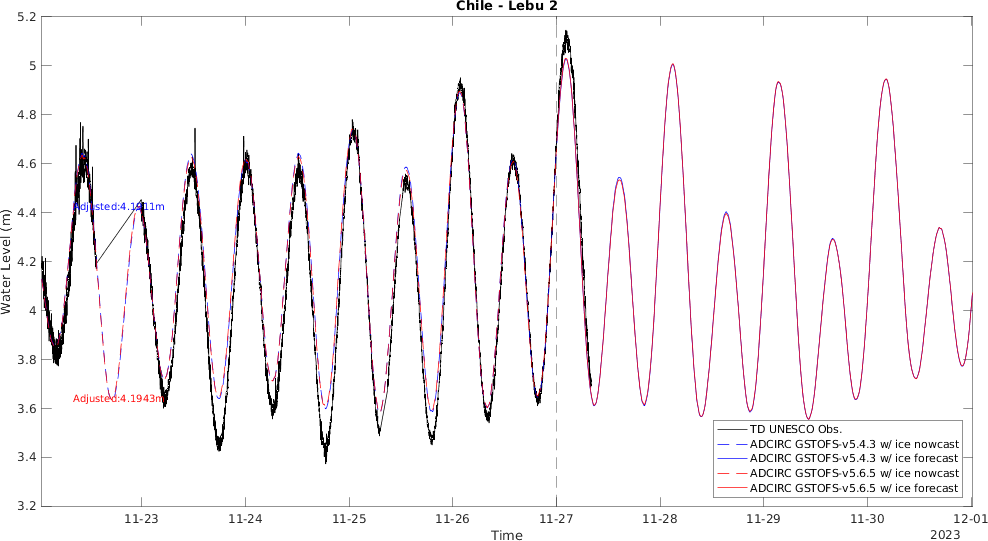 Chile - Lebu 2
Water Level (m)
5.2
5
4.8
4.6
4.4
4.2
4
3.8
3.6
3.4
3.2
Adjusted:4.1911m
Adjusted:4.1943m
TD UNESCO Obs.
ADCIRC GSTOFS-v5.4.3 w/ ice nowcast
ADCIRC GSTOFS-v5.4.3 w/ ice forecast
ADCIRC GSTOFS-v5.6.5 w/ ice nowcast
ADCIRC GSTOFS-v5.6.5 w/ ice forecast
11-23 11-24 11-25 11-26 11-27 11-28 11-29 11-30 12-01
Time
2023